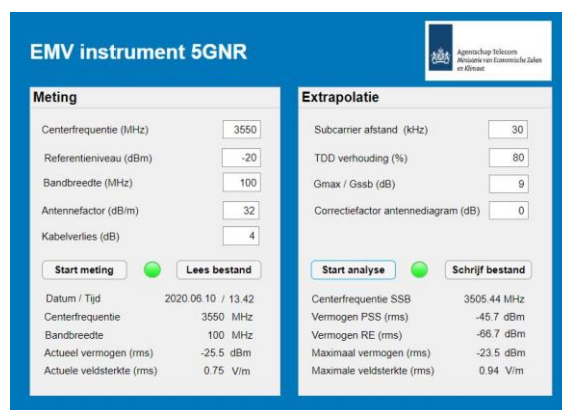 EMV instrument 5GNR
Agentschap Telecom
Ministerie van Economische Zaken
en Klimaat
Meting
Centerfrequentie (MHz) 3550
Referentieniveau (dBm) -20
Bandbreedte (MHz) 100
Antennefactor (dB/m) 32
Kabelverlies (dB) 4
Start meting Lees bestand
Datum / Tijd 2020.06.10 / 13.42
Centerfrequentie 3550 MHz
Bandbreedte 100 MHz
Actueel vermogen (rms) -25.5 dBm
Actuele veldsterkte (rms) 0.75 V/m
Extrapolatie
Subcarrier afstand (kHz) 30
TDD verhouding (%) 80
Gmax / Gssb (dB) 9
Correctiefactor antennediagram (dB) 0
Start analyse Schrijf bestand
Centerfrequentie SSB 3505.44 MHz
Vermogen PSS (rms) -45.7 dBm
Vermogen RE (rms) -66.7 dBm
Maximaal vermogen (rms) -23.5 dBm
Maximale veldsterkte (rms) 0.94 V/m